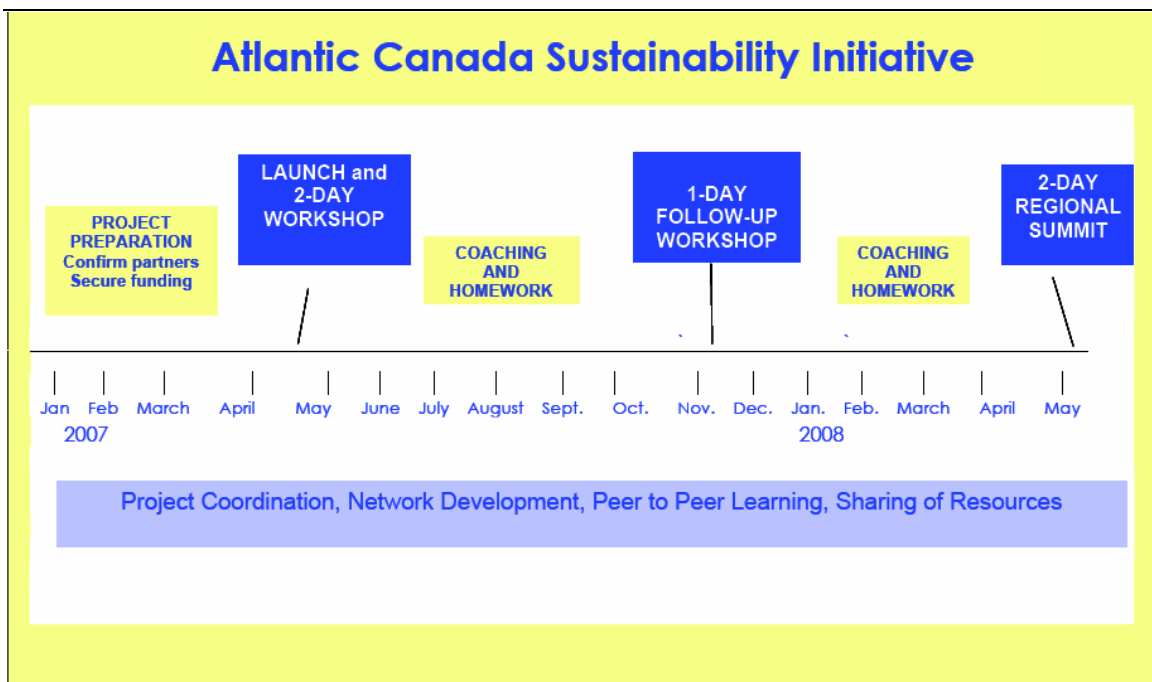 Atlantic Canada Sustainability Initiative
PROJECT
PREPARATION
Confirm partners
Secure funding
LAUNCH and
2-DAY
WORKSHOP
COACHING
AND
HOMEWORK
1-DAY
FOLLOW-UP
WORKSHOP
COACHING
AND
HOMEWORK
2-DAY
REGIONAL
SUMMIT
Jan Feb March April May June July August Sept. Oct. Nov. Dec. Jan. Feb. March April May
2007 2008
Project Coordination, Network Development, Peer to Peer Learning, Sharing of Resources